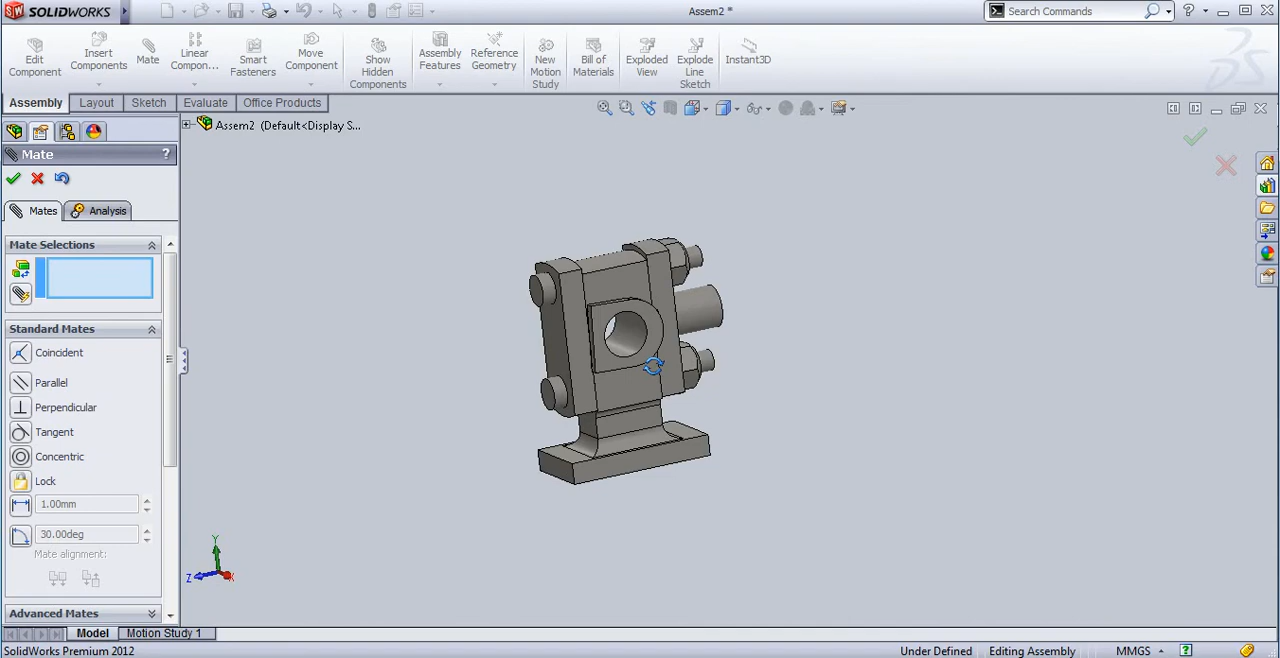 SOLIDWORKS
Assem2 *
Search Commands
?
Edit Component
Insert Components
Mate
Linear Compon...
Smart Fasteners
Move Component
Show Hidden Components
Assembly Features
Reference Geometry
New Motion Study
Bill of Materials
Exploded View
Explode Line Sketch
Instant3D
Assembly
Layout
Sketch
Evaluate
Office Products
Assem2 (Default<Display S...
Mate
?
Mates
Analysis
Mate Selections
Standard Mates
Coincident
Parallel
Perpendicular
Tangent
Concentric
Lock
1.00mm
30.00deg
Mate alignment:
Advanced Mates
Y
Z
X
Model
Motion Study 1
SolidWorks Premium 2012
Under Defined
Editing Assembly
MMGS
?